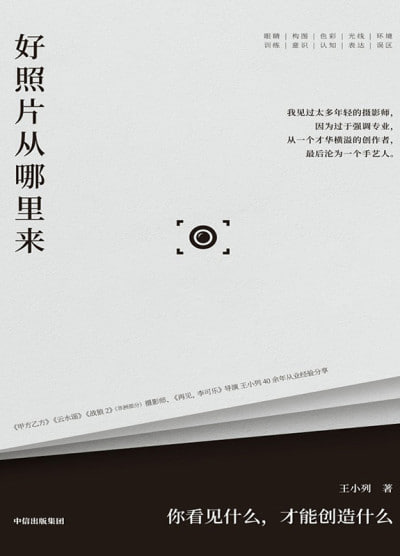 好照片从哪里来
眼睛｜构图｜色彩｜光线｜环境
训练｜意识｜认知｜表达｜误区
我见过太多年轻的摄影师，
因为过于强调专业，
从一个才华横溢的创作者，
最后沦为一个手艺人。
《甲方乙方》《云水谣》《战狼2》（非洲部分）摄影师、《再见，李可乐》导演 王小列 40 余年从业经验分享
王小列 著
中信出版集团
你看见什么，才能创造什么